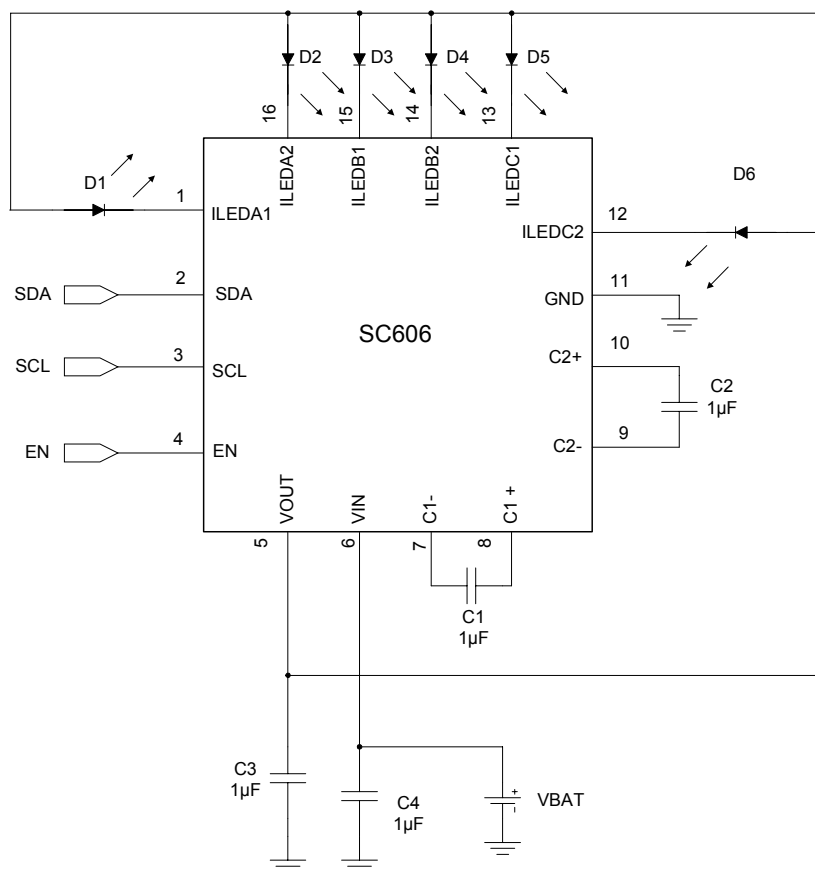 D2
D3
D4
D5
16
15
14
13
D1
D6
1
ILEDA1
ILEDA2
ILEDB1
ILEDB2
ILEDC1
12
ILEDC2
SDA
2
SDA
11
GND
SC606
10
C2+
SCL
3
SCL
C2
1µF
9
C2-
EN
4
EN
VOUT
VIN
C1-
C1 +
5
6
7
8
C1
1µF
C3
1µF
C4
1µF
+
-
VBAT